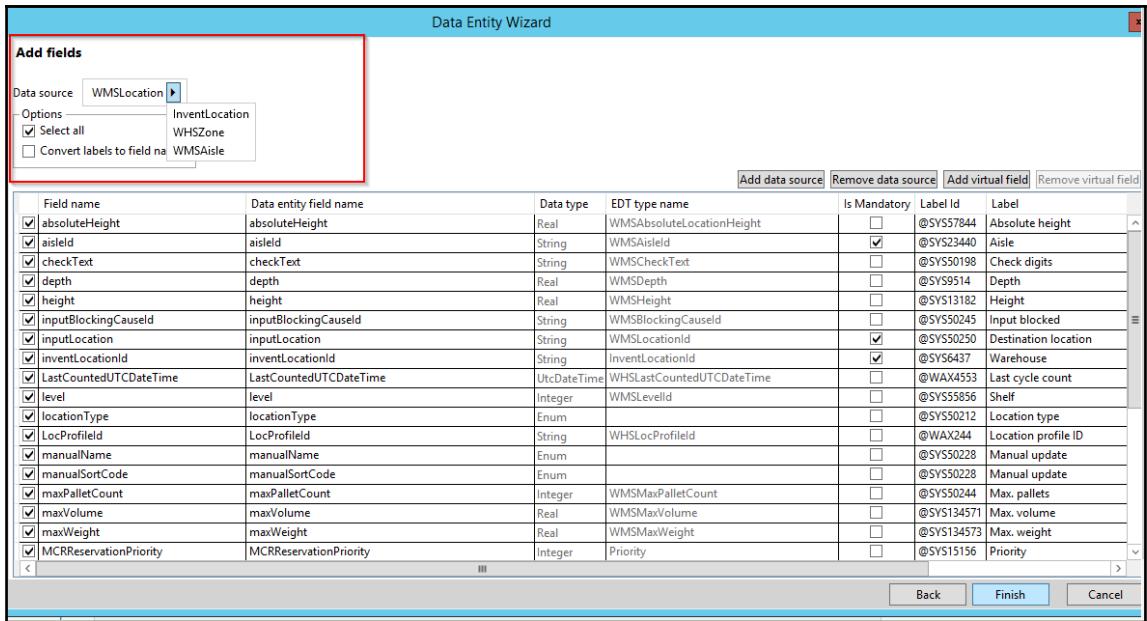 Data Entity Wizard
x
Add fields
Data source WMSLocation
InventLocation
WHSZone
WMSAisle
Options
Select all
Convert labels to field na
Add data source Remove data source Add virtual field Remove virtual field
Field name Data entity field name Data type EDT type name Is Mandatory Label Id Label
absoluteHeight absoluteHeight Real WMSAbsoluteLocationHeight @SYS57844 Absolute height
aisleId aisleId String WMSAisleId @SYS23440 Aisle
checkText checkText String WMSCheckText @SYS50198 Check digits
depth depth Real WMSDepth @SYS9514 Depth
height height Real WMSHeight @SYS13182 Height
inputBlockingCauseId inputBlockingCauseId String WMSBlockingCauseId @SYS50245 Input blocked
inputLocation inputLocation String WMSLocationId @SYS50250 Destination location
inventLocationId inventLocationId String InventLocationId @SYS6437 Warehouse
LastCountedUTCDateTime LastCountedUTCDateTime UtcDateTime WHSLastCountedUTCDateTime @WAX4553 Last cycle count
level level Integer WMSLevelId @SYS55856 Shelf
locationType locationType Enum @SYS50212 Location type
LocProfileId LocProfileId String WHSLocProfileId @WAX244 Location profile ID
manualName manualName Enum @SYS50228 Manual update
manualSortCode manualSortCode Enum @SYS50228 Manual update
maxPalletCount maxPalletCount Integer WMSMaxPalletCount @SYS50244 Max. pallets
maxVolume maxVolume Real WMSMaxVolume @SYS134571 Max. volume
maxWeight maxWeight Real WMSMaxWeight @SYS134573 Max. weight
MCRReservationPriority MCRReservationPriority Integer Priority @SYS15156 Priority
Back Finish Cancel